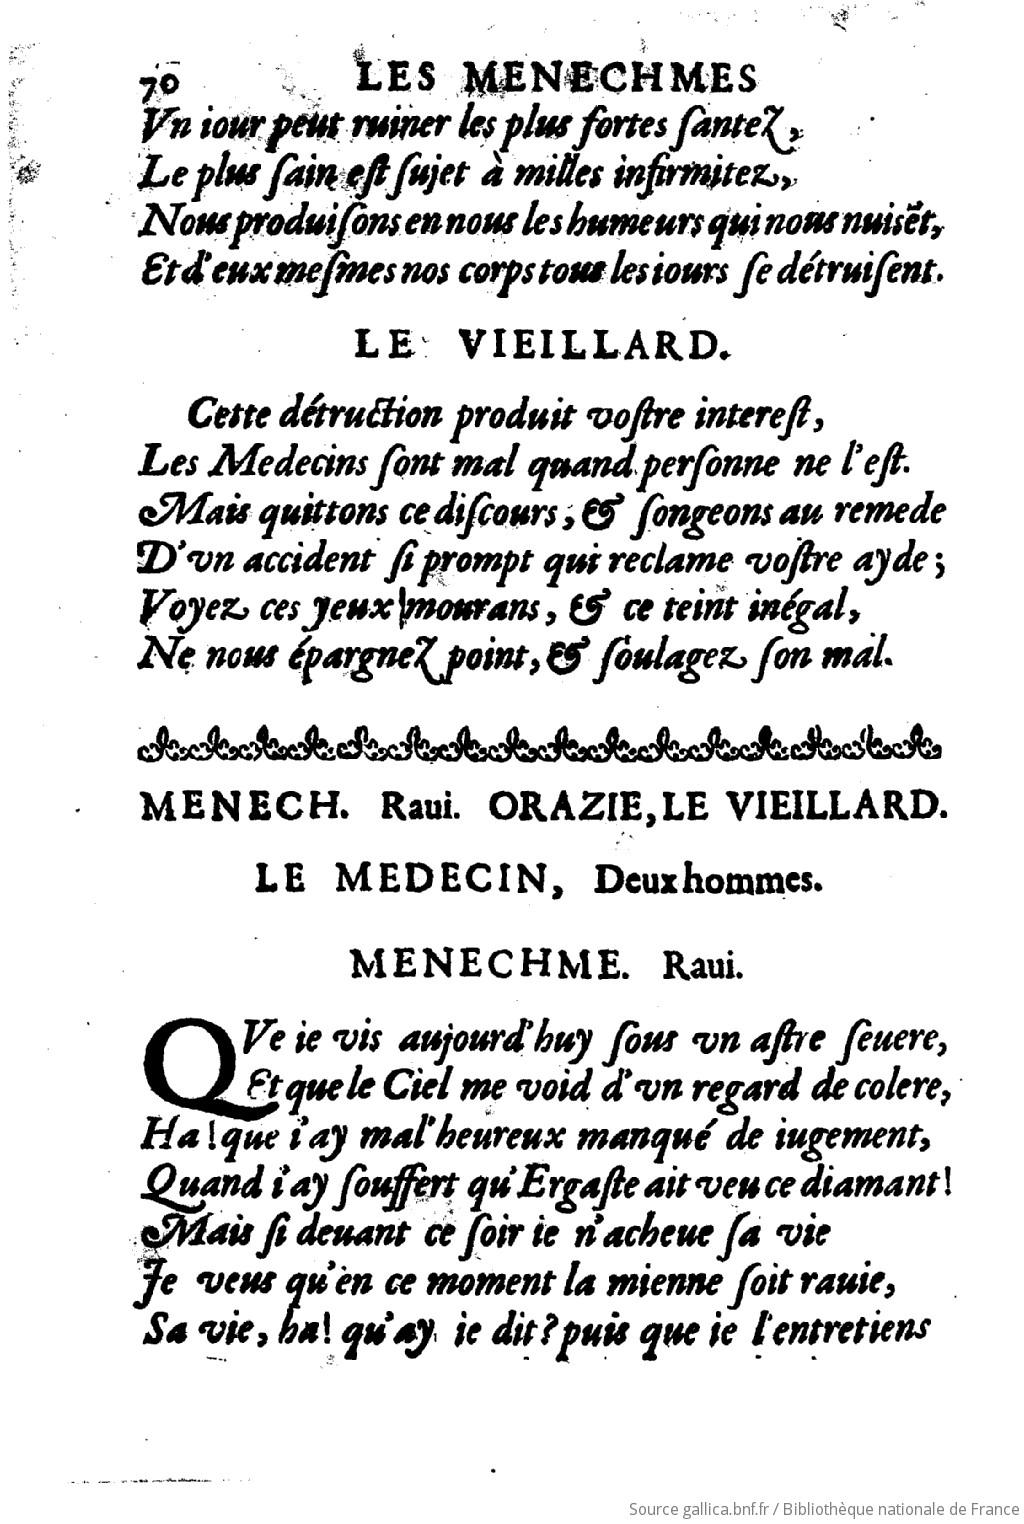 70 LES MENECHMES
Vn iour peut ruiner les plus fortes santez,
Le plus sain est sujet à milles infirmitez,
Nous produisons en nous les humeurs qui nous nuisẽt,
Et d'eux mesmes nos corps tous les iours se détruisent.
LE VIEILLARD.
Cette détruction produit vostre interest,
Les Medecins sont mal quand personne ne l'est.
Mais quittons ce discours, & songeons au remede
D'vn accident si prompt qui reclame vostre ayde;
Voyez ces yeux mourans, & ce teint inégal,
Ne nous épargnez point, & soulagez son mal.
MENECH. Raui. ORAZIE, LE VIEILLARD.
LE MEDECIN, Deux hommes.
MENECHME. Raui.
QVe ie vis aujourd'huy sous vn astre seuere,
Et que le Ciel me void d'vn regard de colere,
Ha! que i'ay mal'heureux manqué de iugement,
Quand i'ay souffert qu'Ergaste ait veu ce diamant!
Mais si deuant ce soir ie n'acheue sa vie
Je veus qu'en ce moment la mienne soit rauie,
Sa vie, ha! qu'ay ie dit? puis que ie l'entretiens
Source gallica.bnf.fr / Bibliothèque nationale de France